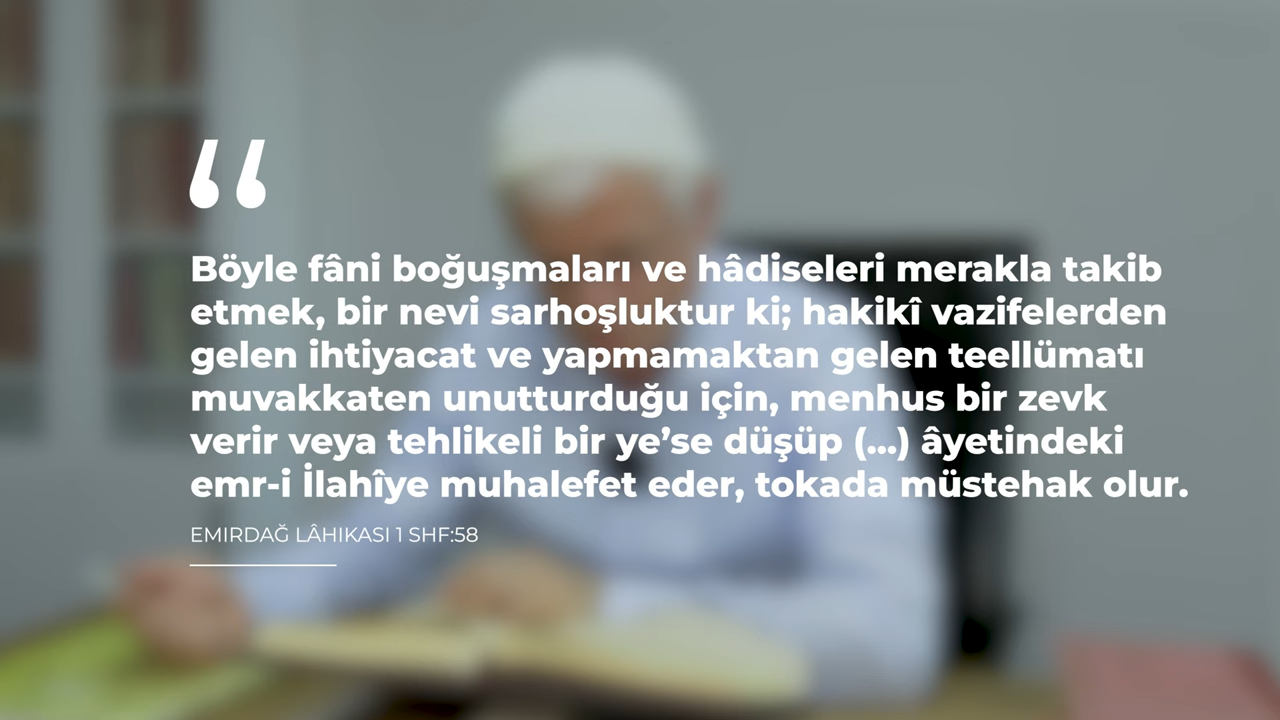 “
Böyle fâni boğuşmaları ve hâdiseleri merakla takib
etmek, bir nevi sarhoşluktur ki; hakikî vazifelerden
gelen ihtiyacat ve yapmamaktan gelen teellümatı
muvakkaten unutturduğu için, menhus bir zevk
verir veya tehlikeli bir ye’se düşüp (...) âyetindeki
emr-i İlahîye muhalefet eder, tokada müstehak olur.
EMIRDAĞ LÂHIKASI 1 SHF:58